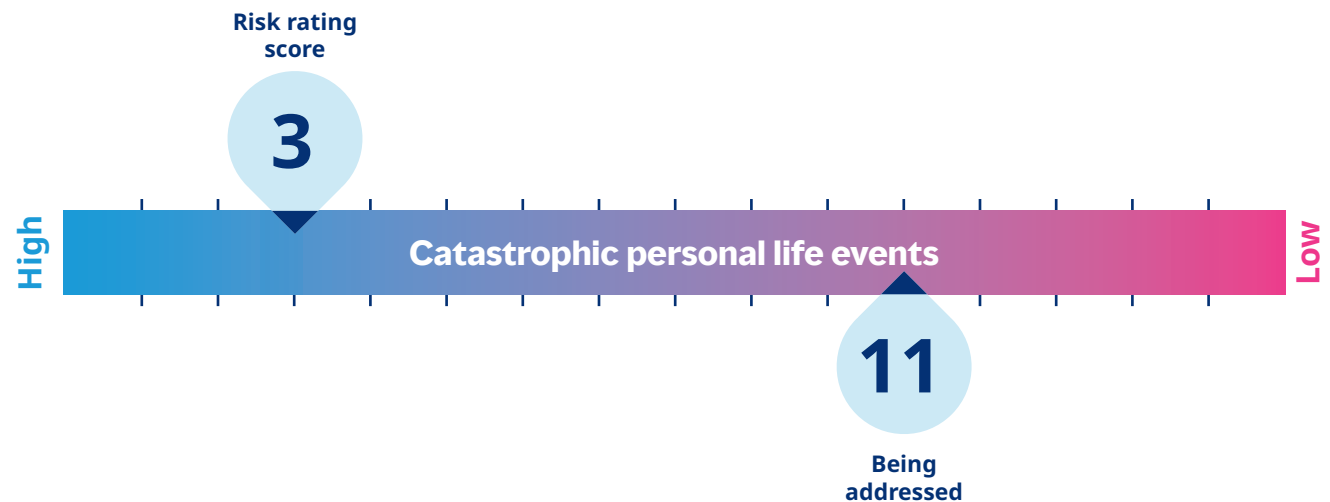 Risk rating
score
3
High
Catastrophic personal life events
Low
11
Being
addressed